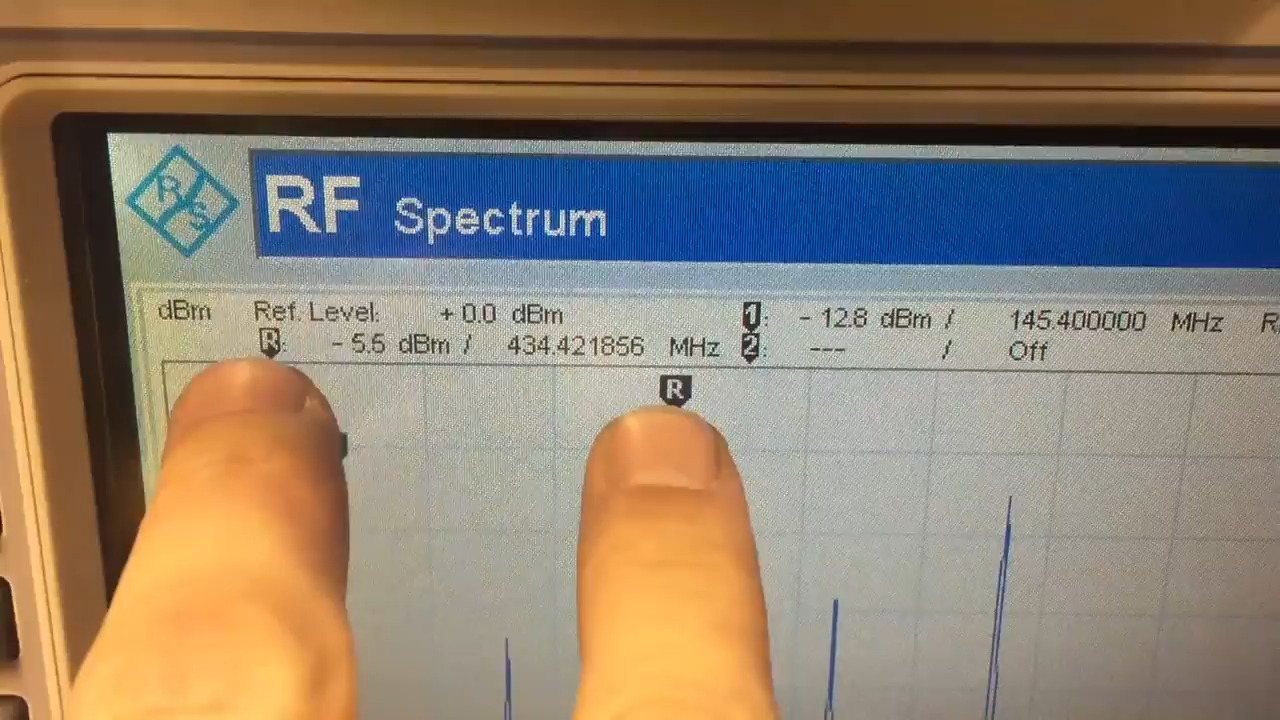 R S
RF Spectrum
dBm Ref. Level: + 0.0 dBm 1: - 12.8 dBm / 145.400000 MHz R
R: - 5.5 dBm / 434.421856 MHz 2: --- / Off
R